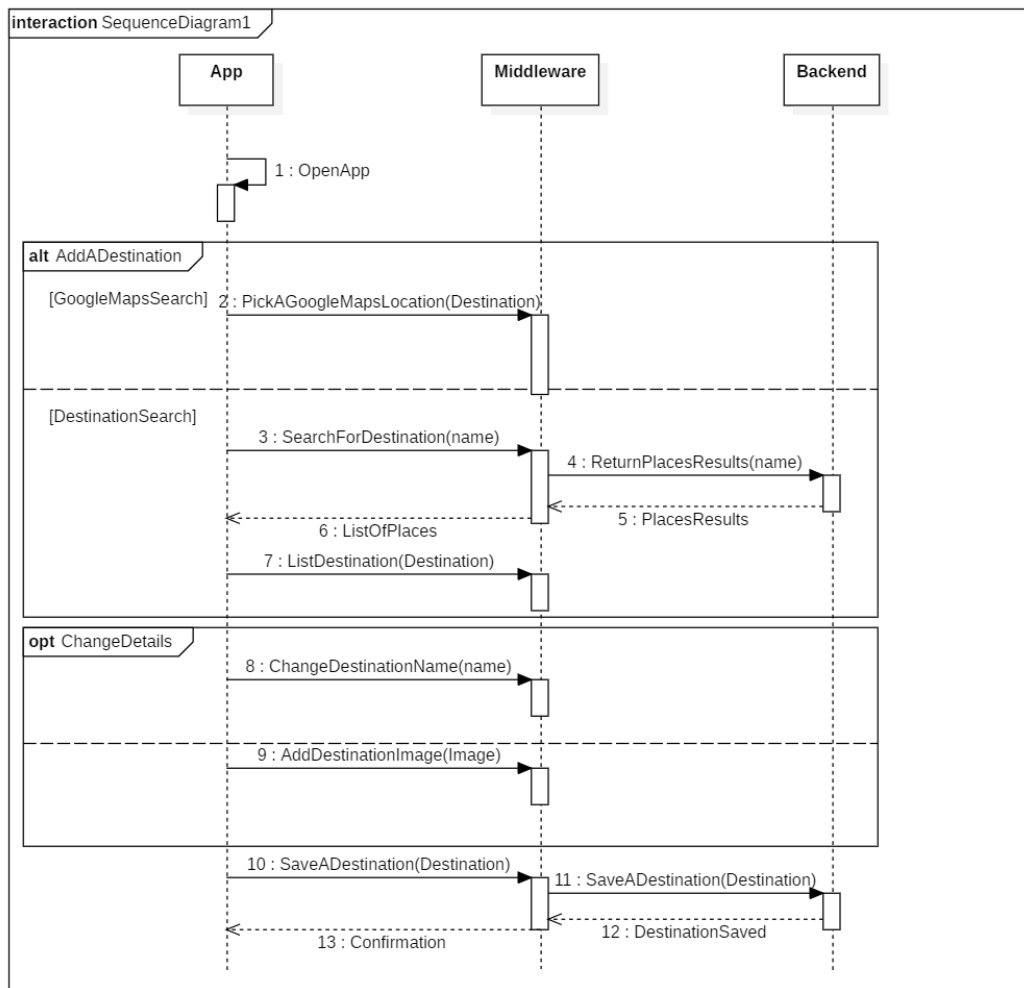 interaction SequenceDiagram1
App
Middleware
Backend
1 : OpenApp
alt AddADestination
[GoogleMapsSearch]
2 : PickAGoogleMapsLocation(Destination)
[DestinationSearch]
3 : SearchForDestination(name)
4 : ReturnPlacesResults(name)
5 : PlacesResults
6 : ListOfPlaces
7 : ListDestination(Destination)
opt ChangeDetails
8 : ChangeDestinationName(name)
9 : AddDestinationImage(Image)
10 : SaveADestination(Destination)
11 : SaveADestination(Destination)
12 : DestinationSaved
13 : Confirmation